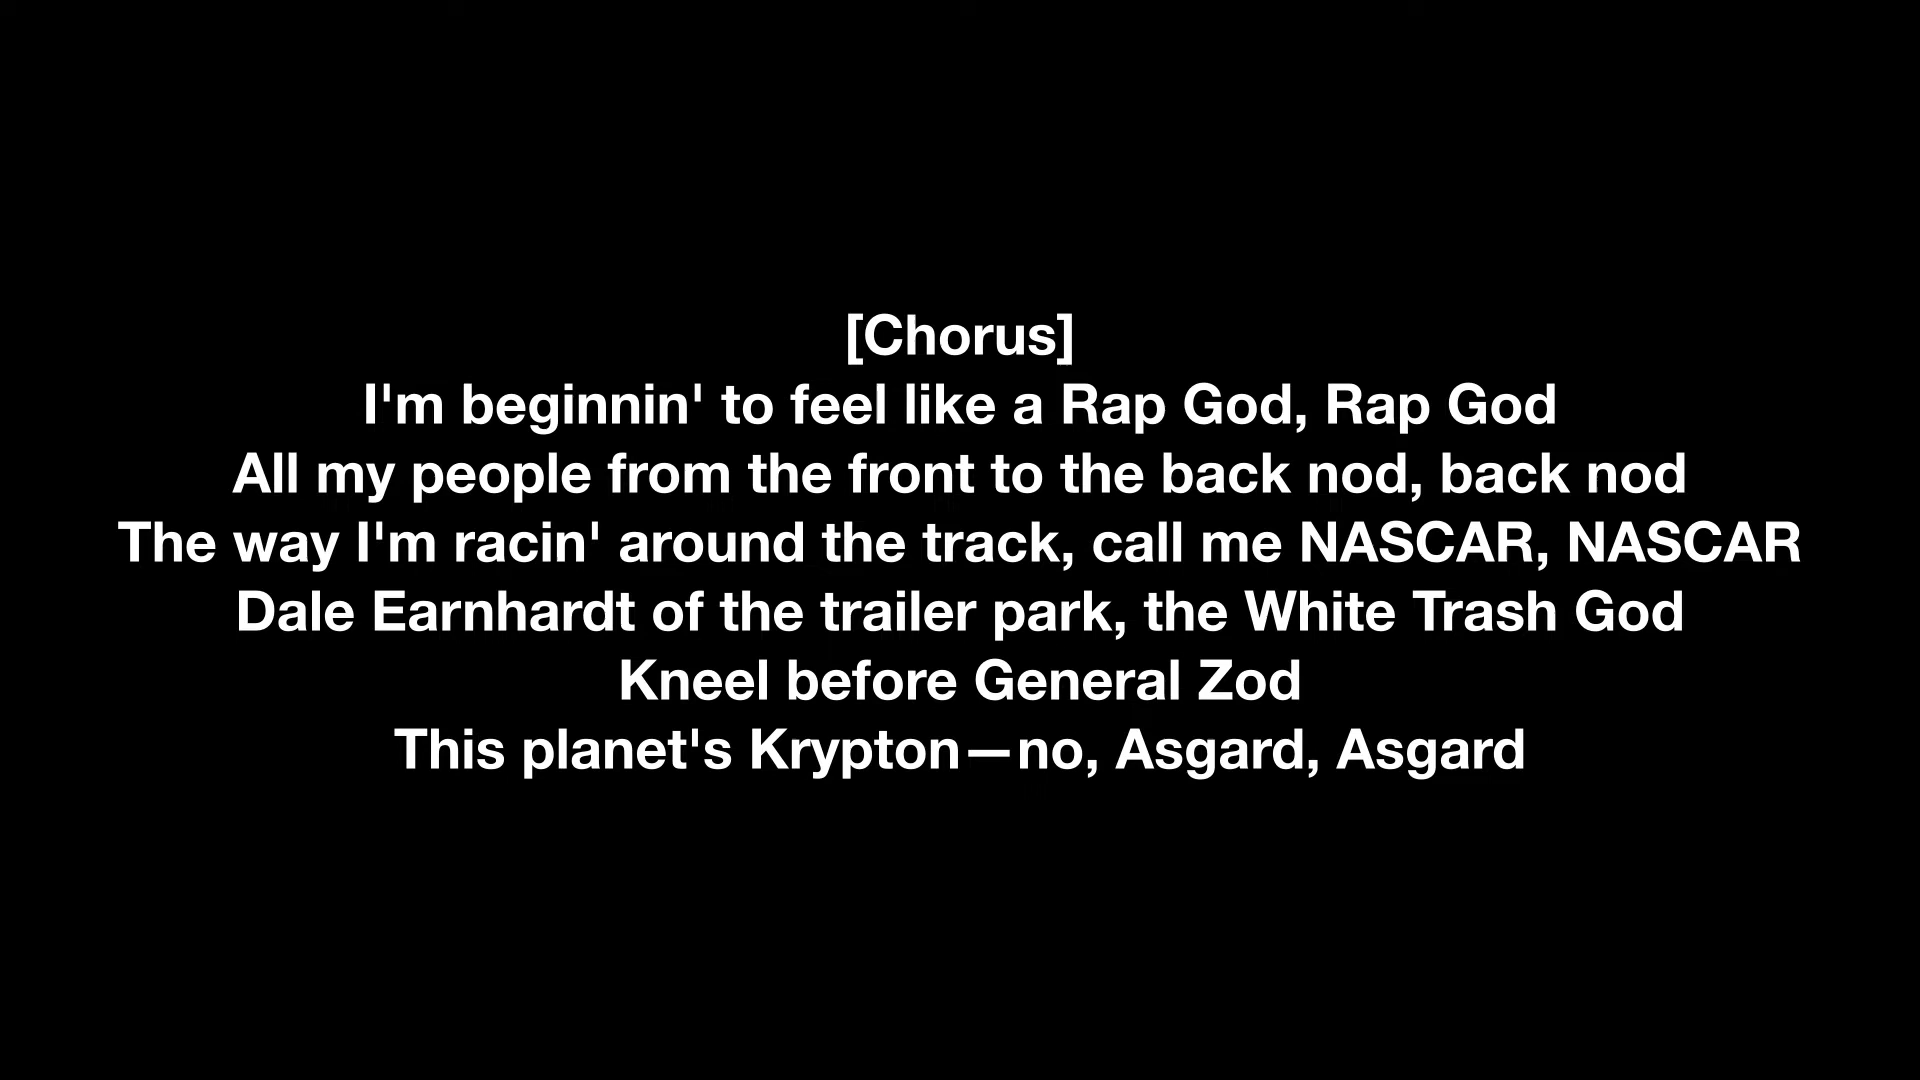 [Chorus]
I'm beginnin' to feel like a Rap God, Rap God
All my people from the front to the back nod, back nod
The way I'm racin' around the track, call me NASCAR, NASCAR
Dale Earnhardt of the trailer park, the White Trash God
Kneel before General Zod
This planet's Krypton—no, Asgard, Asgard